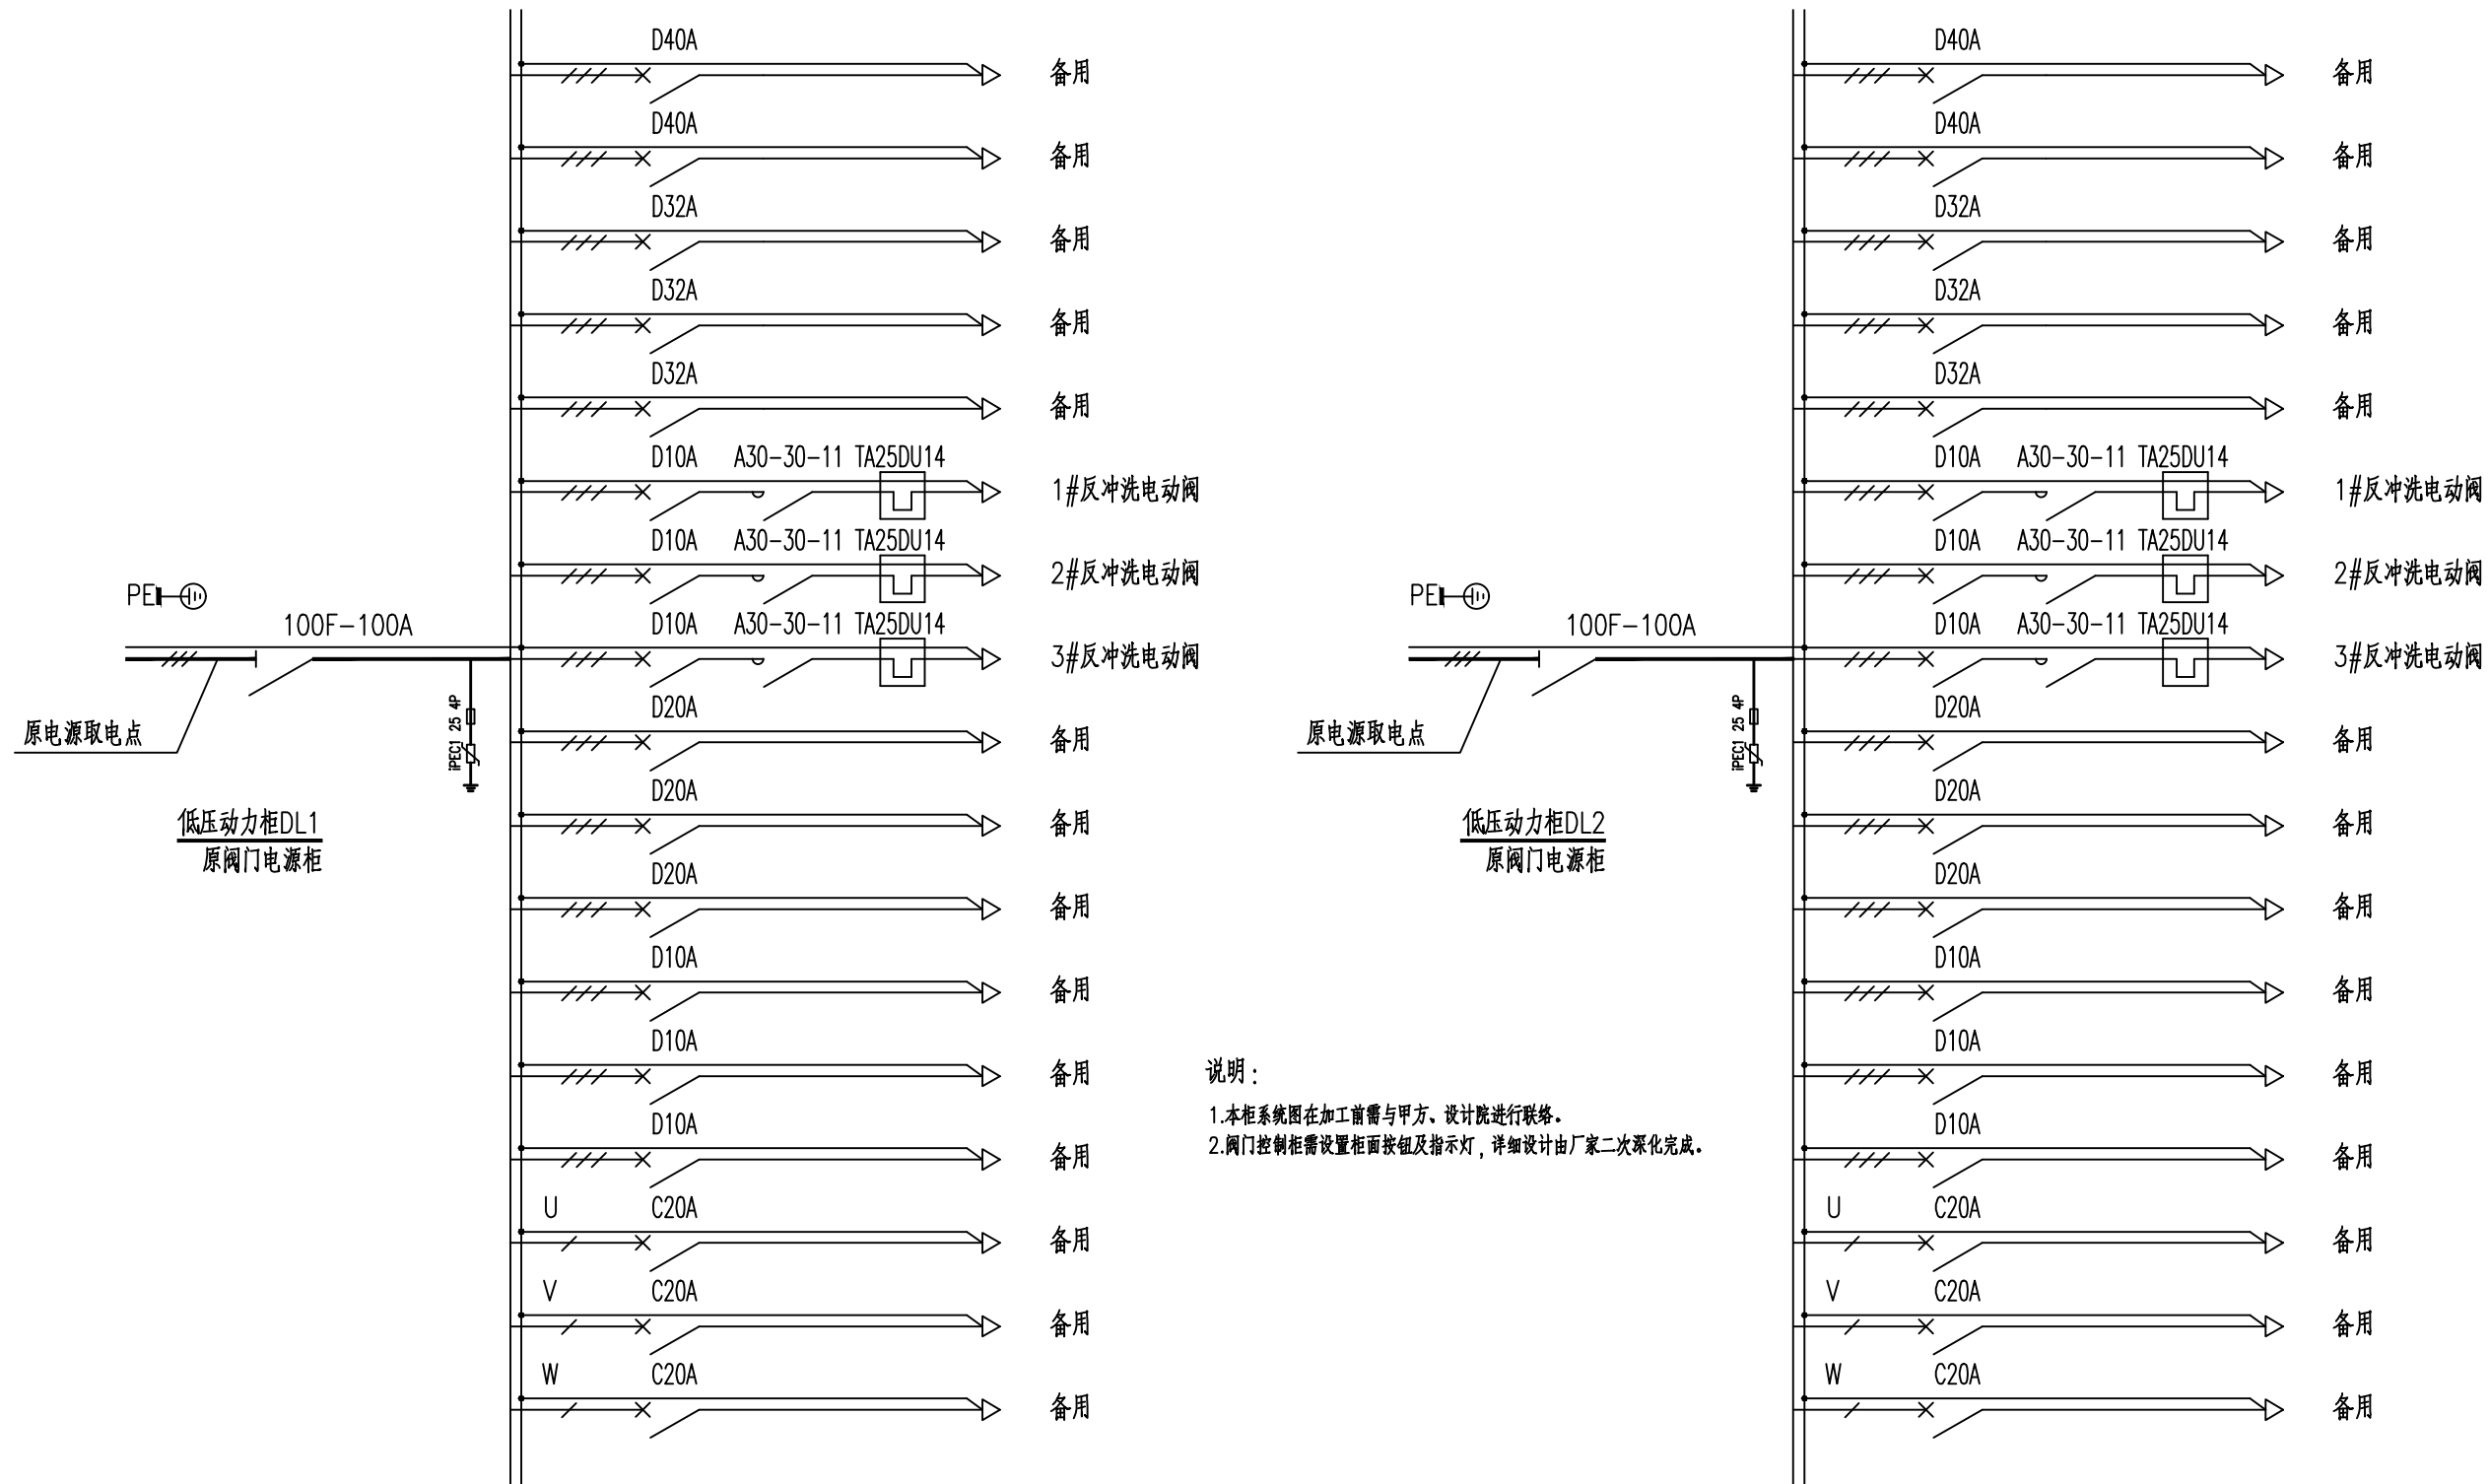 D40A
备用
D40A
备用
D32A
备用
D32A
备用
D32A
备用
D10A A30-30-11 TA25DU14
1#反冲洗电动阀
D10A A30-30-11 TA25DU14
2#反冲洗电动阀
D10A A30-30-11 TA25DU14
3#反冲洗电动阀
PE
100F-100A
原电源取电点
iPEC1 25 4P
低压动力柜DL1
原阀门电源柜
D20A
备用
D20A
备用
D20A
备用
D10A
备用
D10A
备用
D10A
备用
U C20A
备用
V C20A
备用
W C20A
备用
说明：
1.本柜系统图在加工前需与甲方、设计院进行联络。
2.阀门控制柜需设置柜面按钮及指示灯，详细设计由厂家二次深化完成。
D40A
备用
D40A
备用
D32A
备用
D32A
备用
D32A
备用
D10A A30-30-11 TA25DU14
1#反冲洗电动阀
D10A A30-30-11 TA25DU14
2#反冲洗电动阀
D10A A30-30-11 TA25DU14
3#反冲洗电动阀
PE
100F-100A
原电源取电点
iPEC1 25 4P
低压动力柜DL2
原阀门电源柜
D20A
备用
D20A
备用
D20A
备用
D10A
备用
D10A
备用
D10A
备用
U C20A
备用
V C20A
备用
W C20A
备用